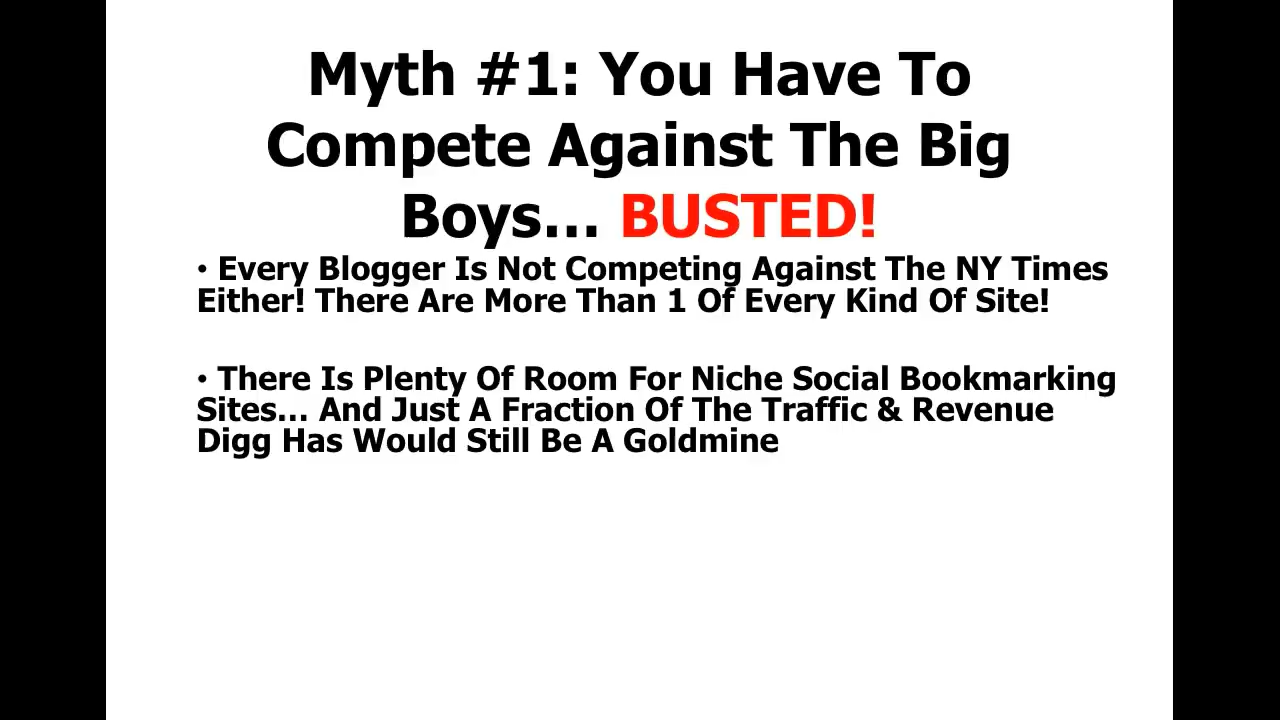 Myth #1: You Have To
Compete Against The Big
Boys... BUSTED!
• Every Blogger Is Not Competing Against The NY Times
Either! There Are More Than 1 Of Every Kind Of Site!
• There Is Plenty Of Room For Niche Social Bookmarking
Sites... And Just A Fraction Of The Traffic & Revenue
Digg Has Would Still Be A Goldmine